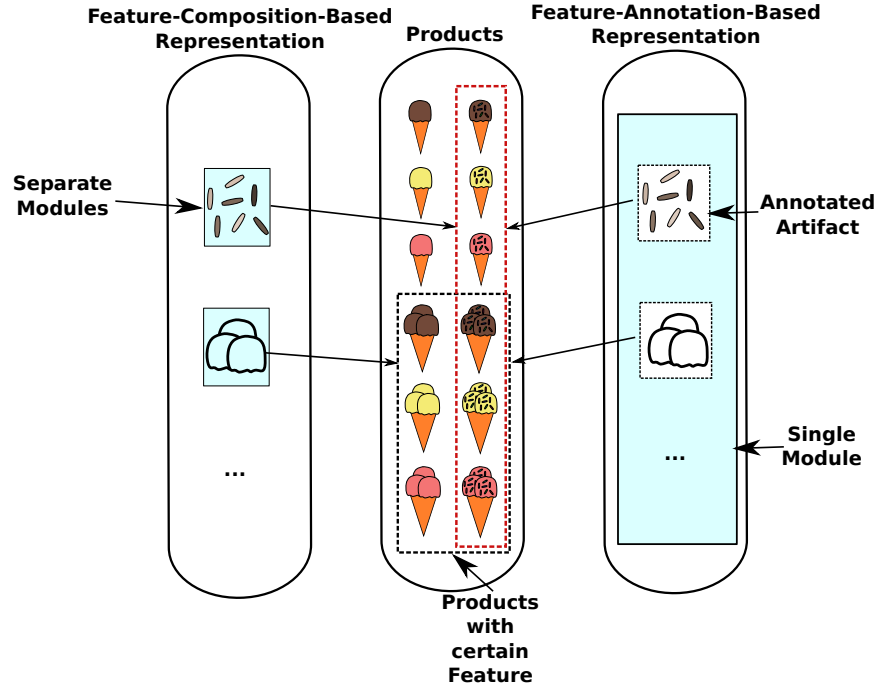 Feature-Composition-Based
Representation
Products
Feature-Annotation-Based
Representation
Separate
Modules
Annotated
Artifact
...
...
Single
Module
Products
with
certain
Feature